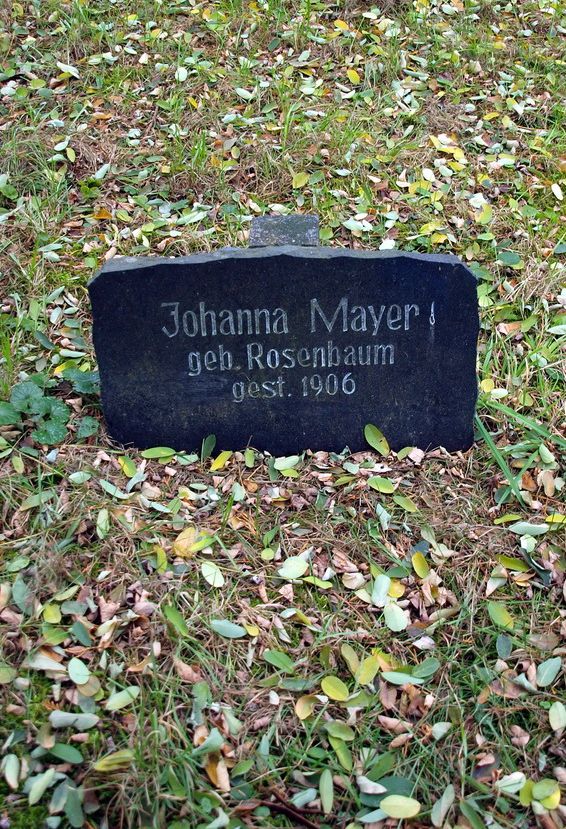 Johanna Mayer
geb. Rosenbaum
gest. 1906